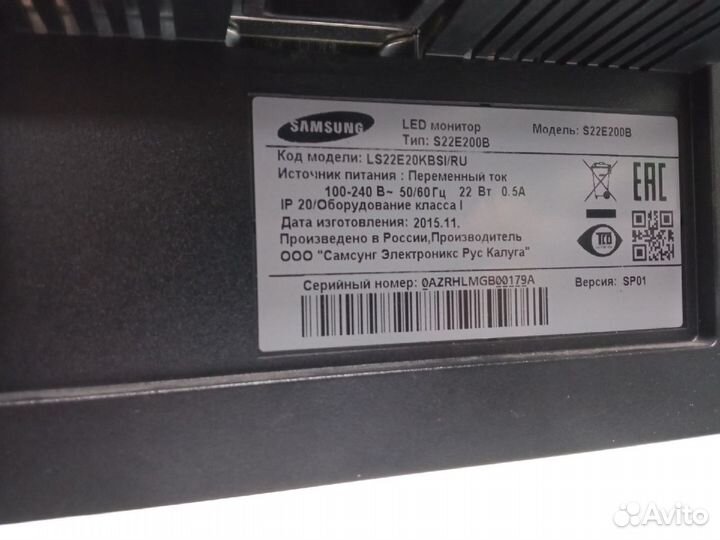 SAMSUNG
LED монитор
Тип: S22E200B
Модель: S22E200B
Код модели: LS22E20KBSI/RU
Источник питания : Переменный ток
100-240 В~ 50/60Гц 22 Вт 0.5A
IP 20/Оборудование класса I
Дата изготовления: 2015.11.
Произведено в России,Производитель
ООО "Самсунг Электроникс Рус Калуга"
EAC
TCO
Серийный номер: 0AZRHLMGB00179A
Версия: SP01
Avito